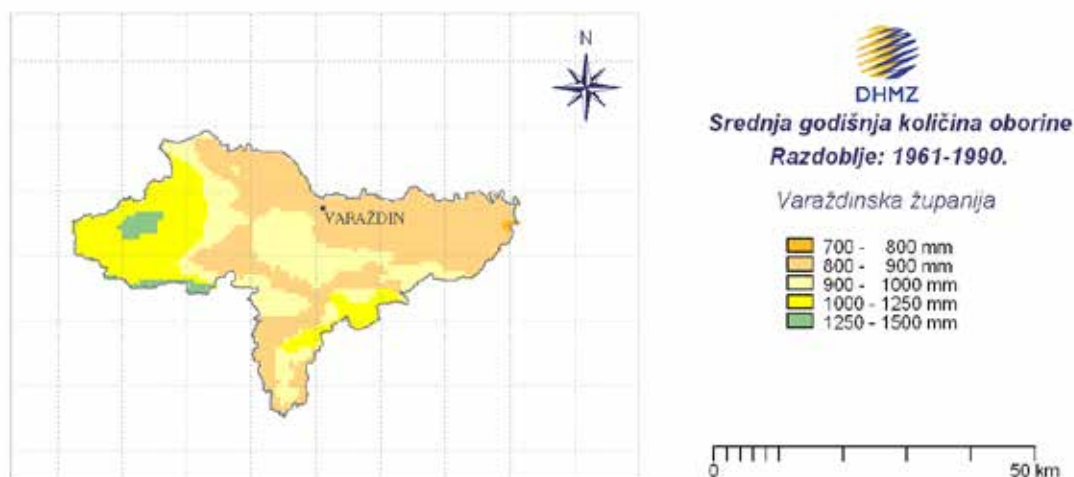 N
VARAŽDIN
DHMZ
Srednja godišnja količina oborine
Razdoblje: 1961-1990.
Varaždinska županija
700 - 800 mm
800 - 900 mm
900 - 1000 mm
1000 - 1250 mm
1250 - 1500 mm
0 50 km